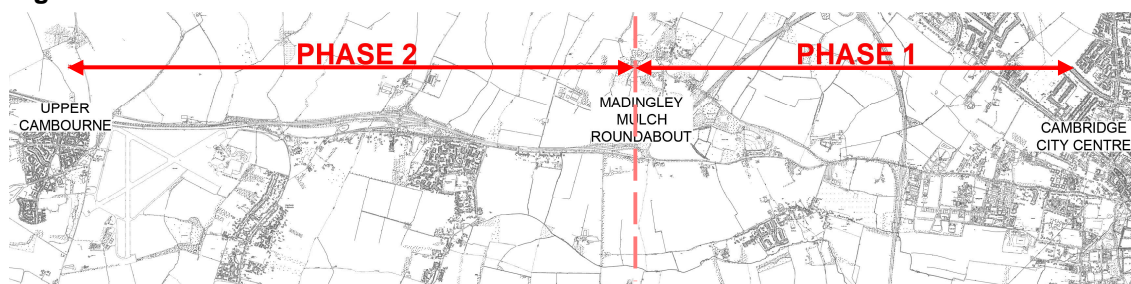 PHASE 2
PHASE 1
UPPER
CAMBOURNE
MADINGLEY
MULCH
ROUNDABOUT
CAMBRIDGE
CITY CENTRE